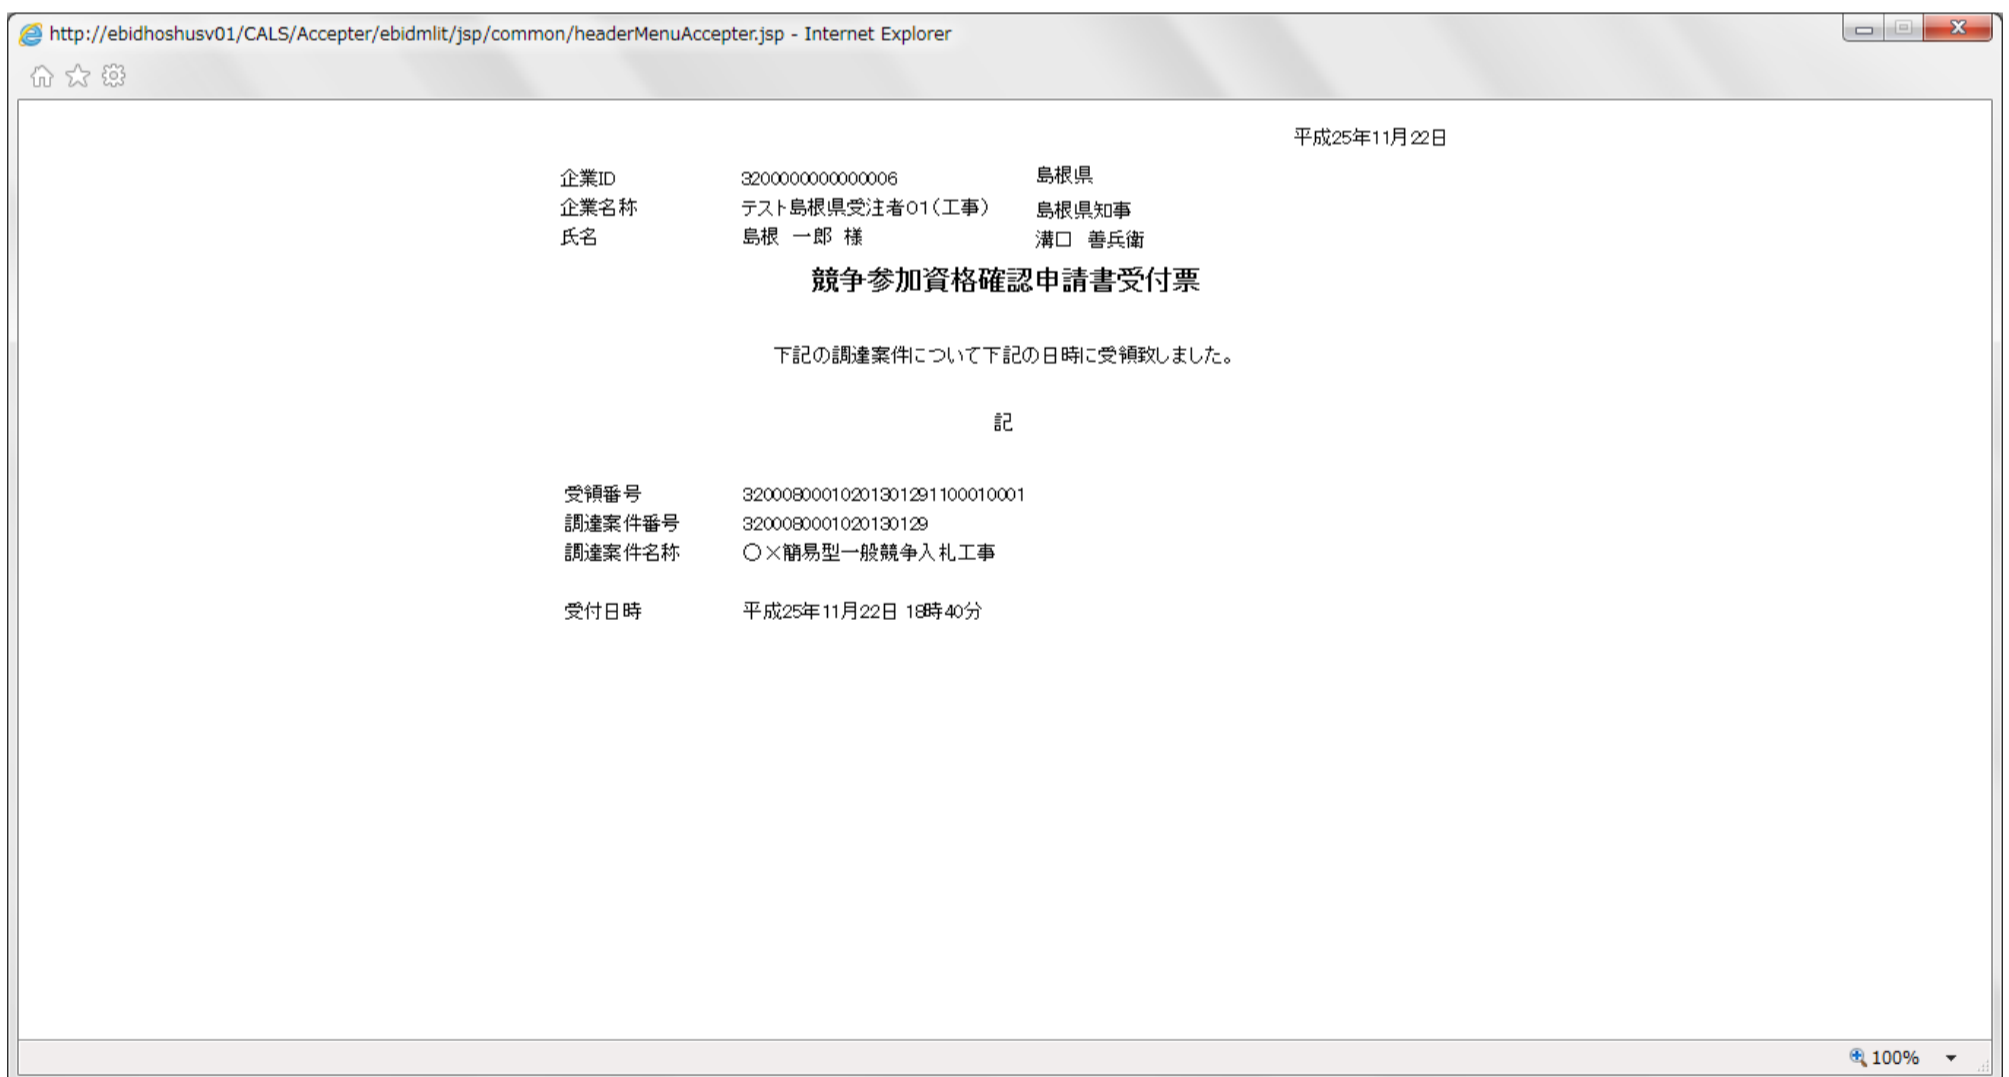 http://ebidhoshusv01/CALS/Accepter/ebidmlit/jsp/common/headerMenuAccepter.jsp - Internet Explorer
平成25年11月22日
企業ID 3200000000000006 島根県
企業名称 テスト島根県受注者01(工事) 島根県知事
氏名 島根 一郎 様 溝口 善兵衛
競争参加資格確認申請書受付票
下記の調達案件について下記の日時に受領致しました。
記
受領番号 32000800010201301291100010001
調達案件番号 3200080001020130129
調達案件名称 ○×簡易型一般競争入札工事
受付日時 平成25年11月22日 18時40分
100%